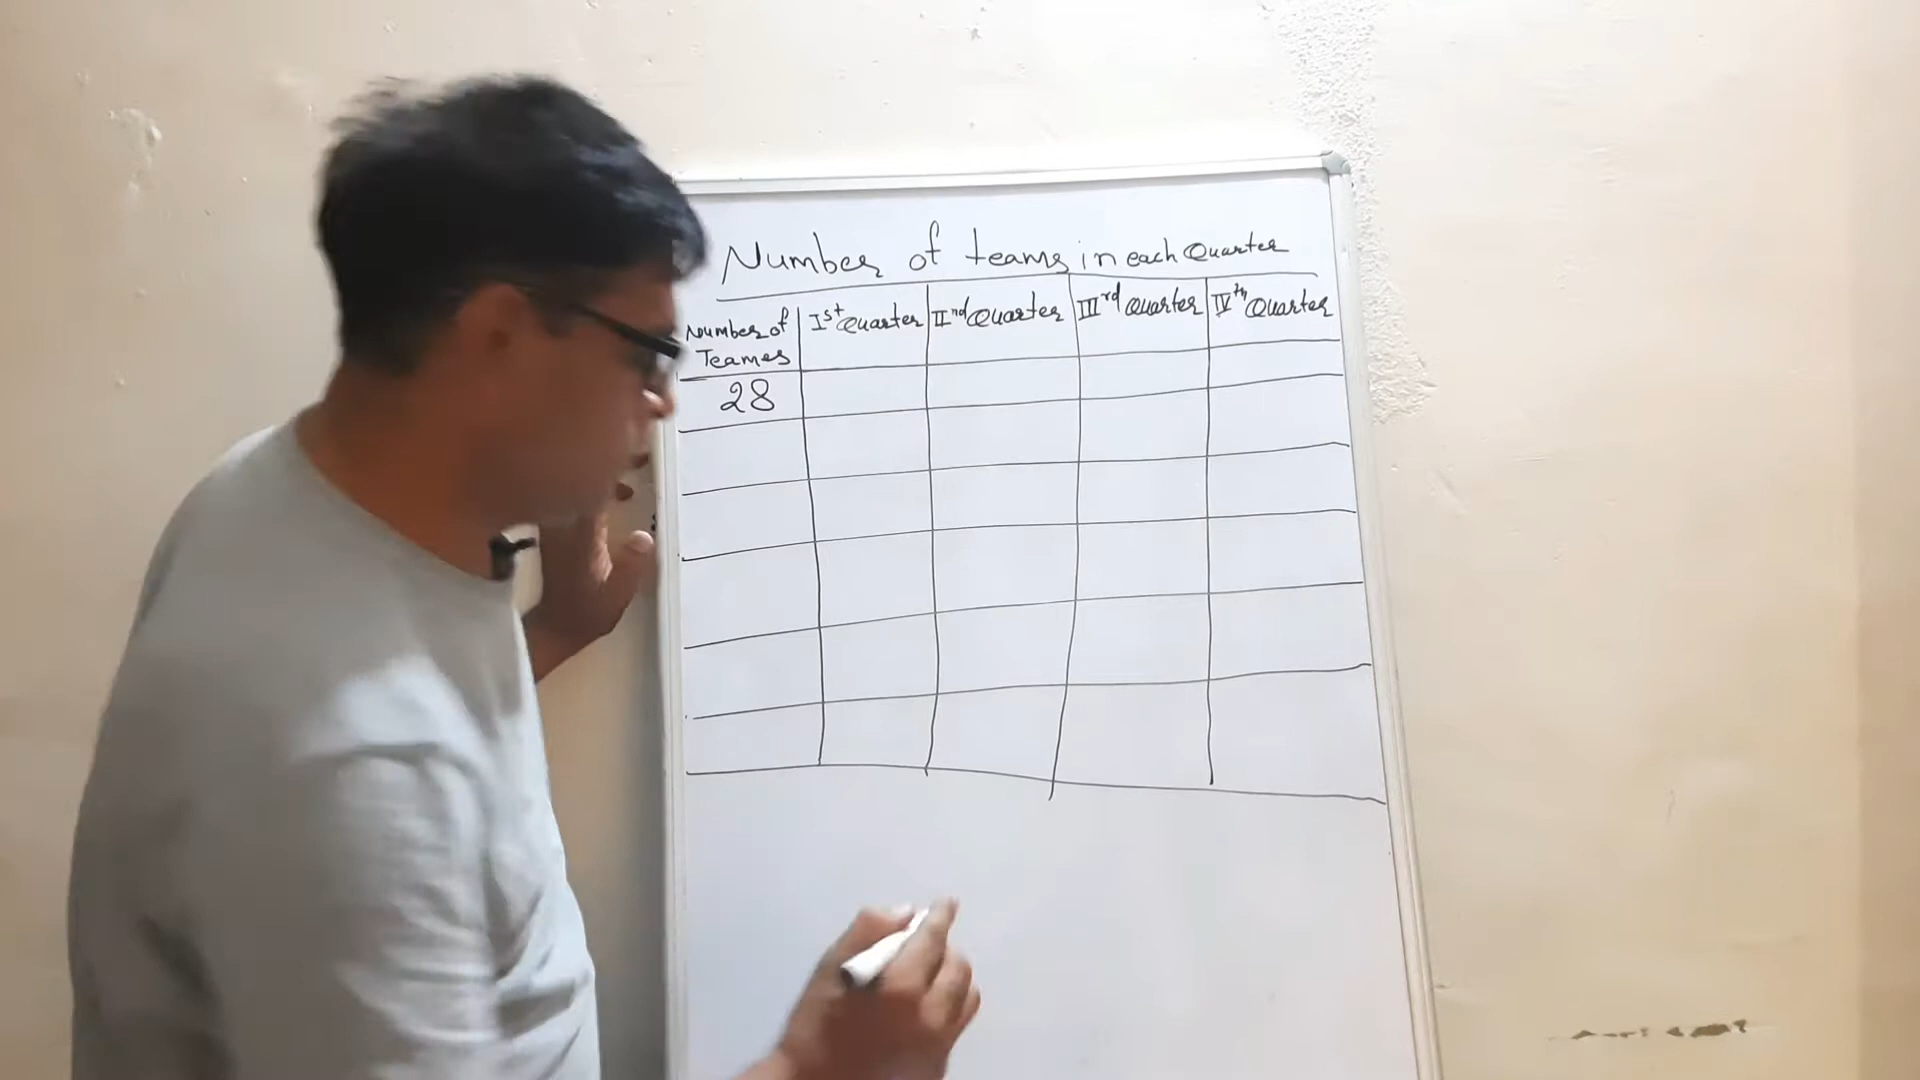 Number of teams in each Quarter
Number of Teames
Ist Quarter
IInd Quarter
IIIrd Quarter
IVth Quarter
28